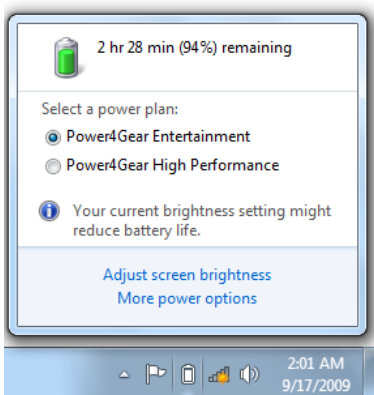 2 hr 28 min (94%) remaining
Select a power plan:
Power4Gear Entertainment
Power4Gear High Performance
Your current brightness setting might
reduce battery life.
Adjust screen brightness
More power options
2:01 AM
9/17/2009